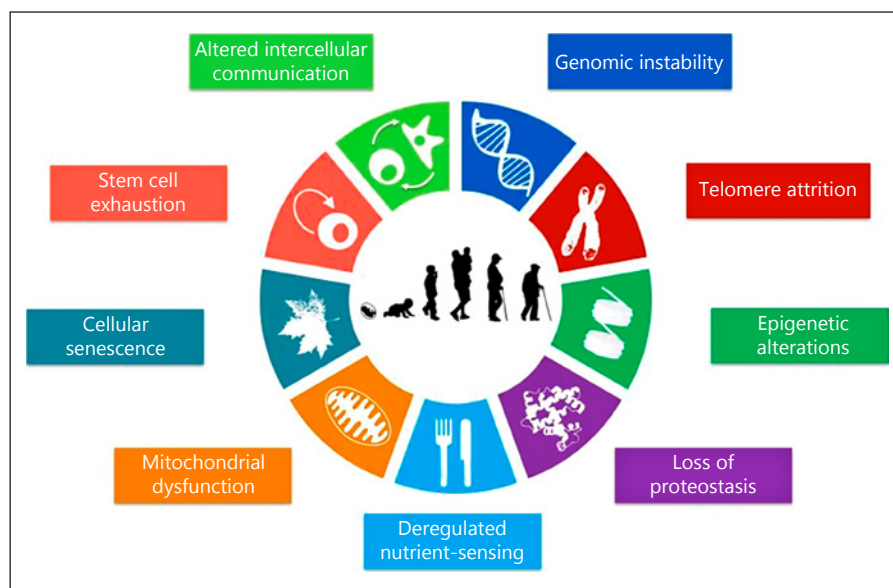 Altered intercellular
communication
Genomic instability
Stem cell
exhaustion
Telomere attrition
Cellular
senescence
Epigenetic
alterations
Mitochondrial
dysfunction
Loss of
proteostasis
Deregulated
nutrient-sensing